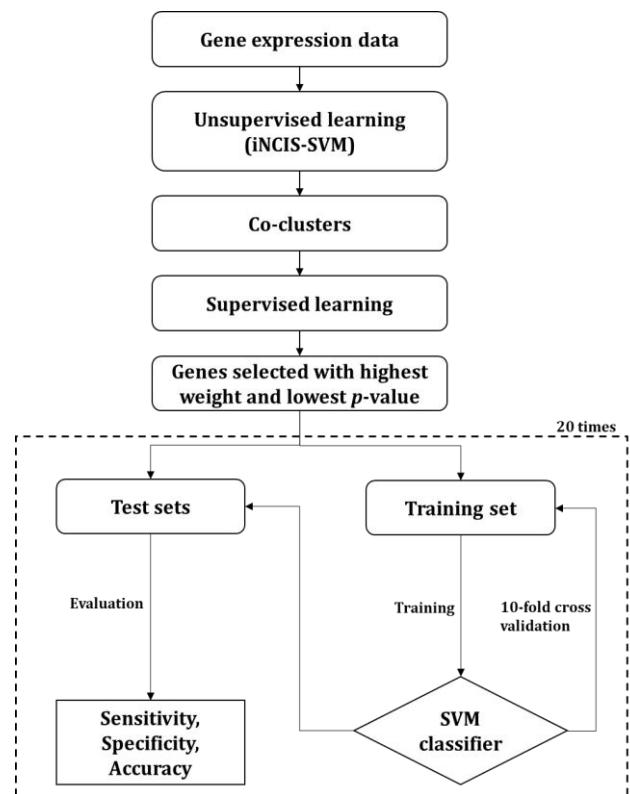 Gene expression data
Unsupervised learning
(iNCIS-SVM)
Co-clusters
Supervised learning
Genes selected with highest
weight and lowest p-value
20 times
Test sets
Training set
Evaluation
Training
10-fold cross
validation
Sensitivity,
Specificity,
Accuracy
SVM
classifier